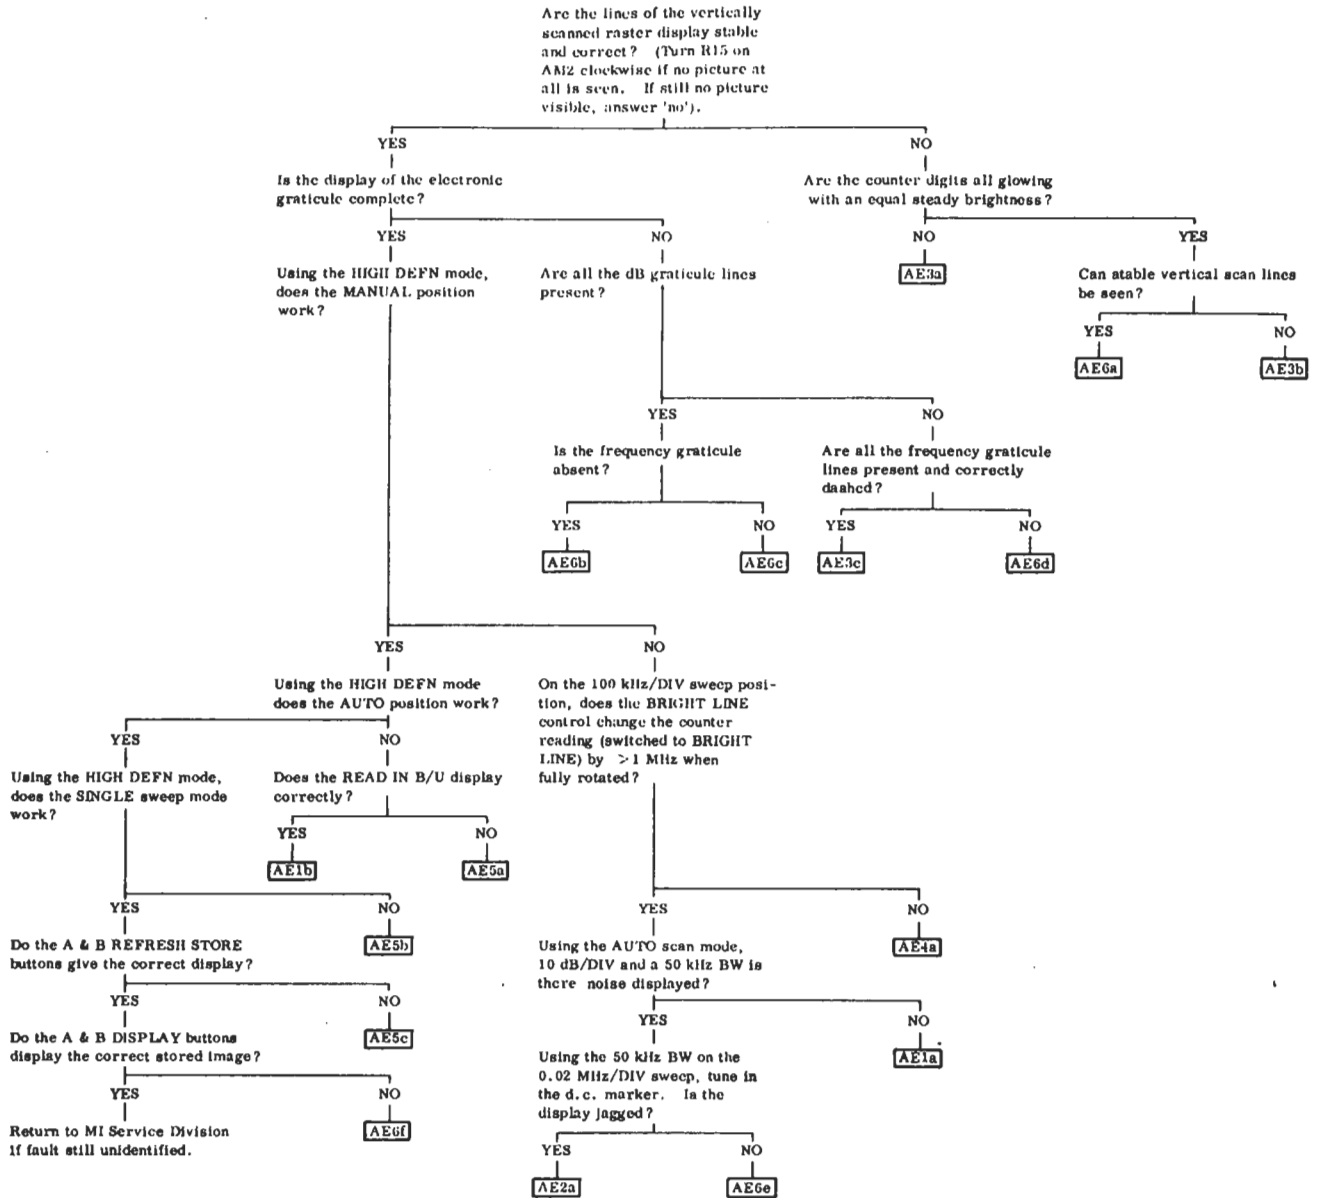 Are the lines of the vertically
scanned raster display stable
and correct? (Turn R15 on
AM2 clockwise if no picture at
all is seen. If still no picture
visible, answer 'no').
YES
NO
Is the display of the electronic
graticule complete?
Are the counter digits all glowing
with an equal steady brightness?
YES
NO
NO
YES
Using the HIGH DEFN mode,
does the MANUAL position
work?
Are all the dB graticule lines
present?
AE3a
Can stable vertical scan lines
be seen?
YES
NO
AE6a
AE3b
YES
NO
Is the frequency graticule
absent?
Are all the frequency graticule
lines present and correctly
dashed?
YES
NO
YES
NO
AE6b
AE6c
AE3c
AE6d
YES
NO
Using the HIGH DEFN mode
does the AUTO position work?
On the 100 kHz/DIV sweep posi-
tion, does the BRIGHT LINE
control change the counter
reading (switched to BRIGHT
LINE) by >1 MHz when
fully rotated?
YES
NO
Using the HIGH DEFN mode,
does the SINGLE sweep mode
work?
Does the READ IN B/U display
correctly?
YES
NO
AE1b
AE5a
YES
NO
YES
NO
Do the A & B REFRESH STORE
buttons give the correct display?
AE5b
Using the AUTO scan mode,
10 dB/DIV and a 50 kHz BW is
there noise displayed?
AE4a
YES
NO
YES
NO
Do the A & B DISPLAY buttons
display the correct stored image?
AE5c
Using the 50 kHz BW on the
0.02 MHz/DIV sweep, tune in
the d.c. marker. Is the
display jagged?
AE1a
YES
NO
Return to MI Service Division
if fault still unidentified.
AE6f
YES
NO
AE2a
AE6e